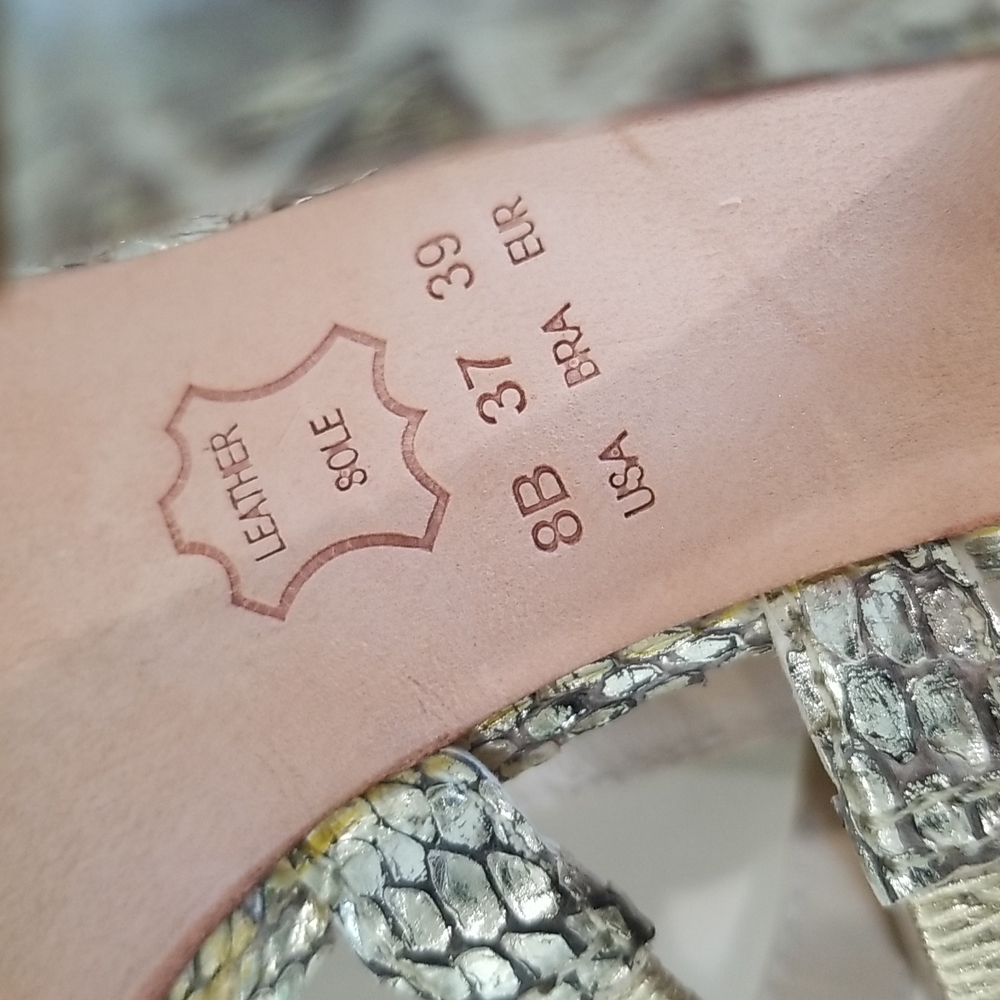 LEATHER
SOLE
8B 37 39
USA BRA EUR